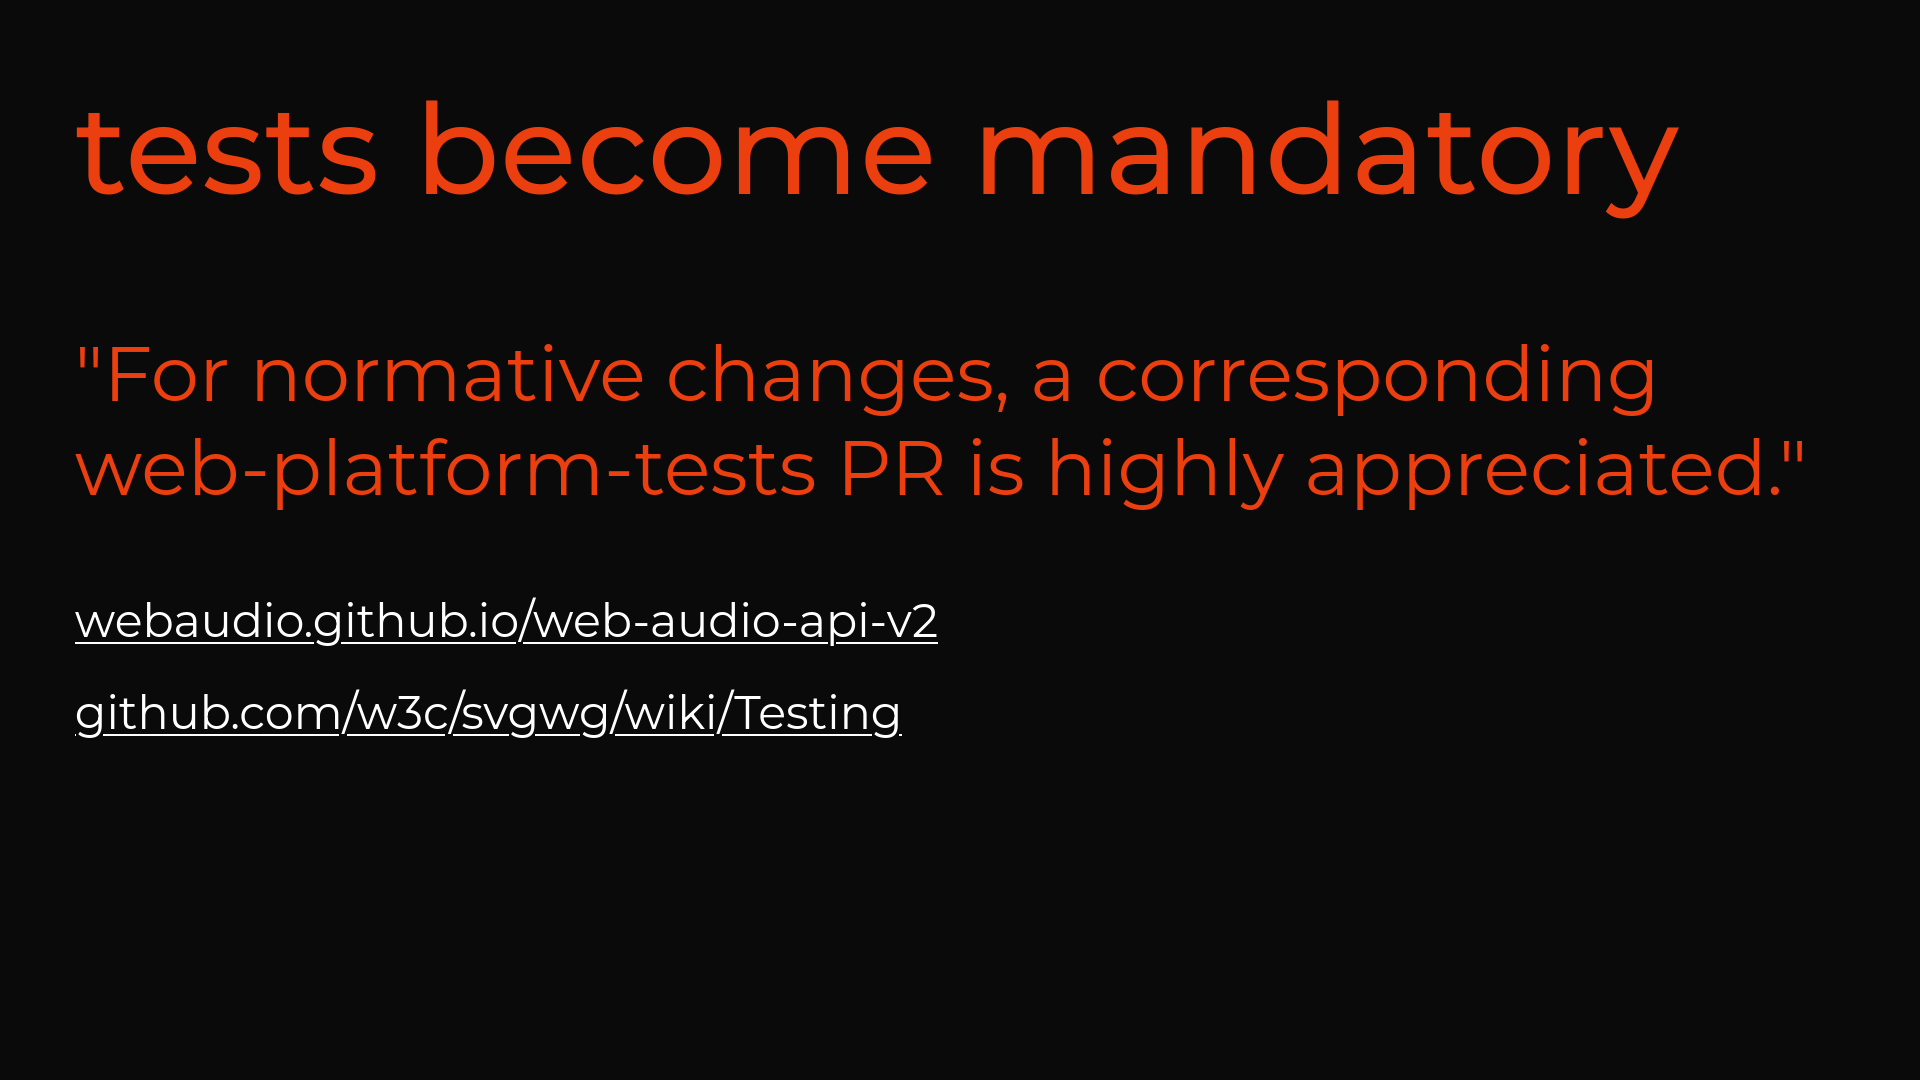 tests become mandatory
"For normative changes, a corresponding
web-platform-tests PR is highly appreciated."
webaudio.github.io/web-audio-api-v2
github.com/w3c/svgwg/wiki/Testing